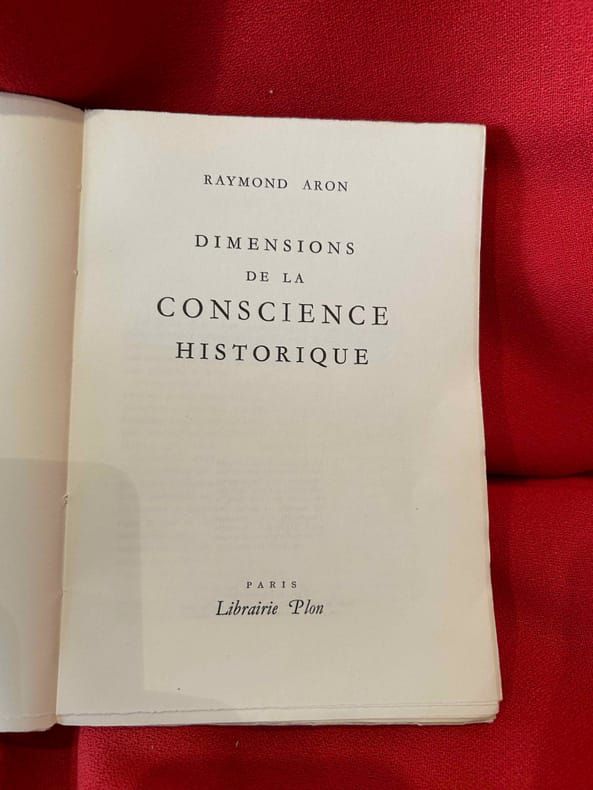 RAYMOND ARON
DIMENSIONS
DE LA
CONSCIENCE
HISTORIQUE
PARIS
Librairie Plon